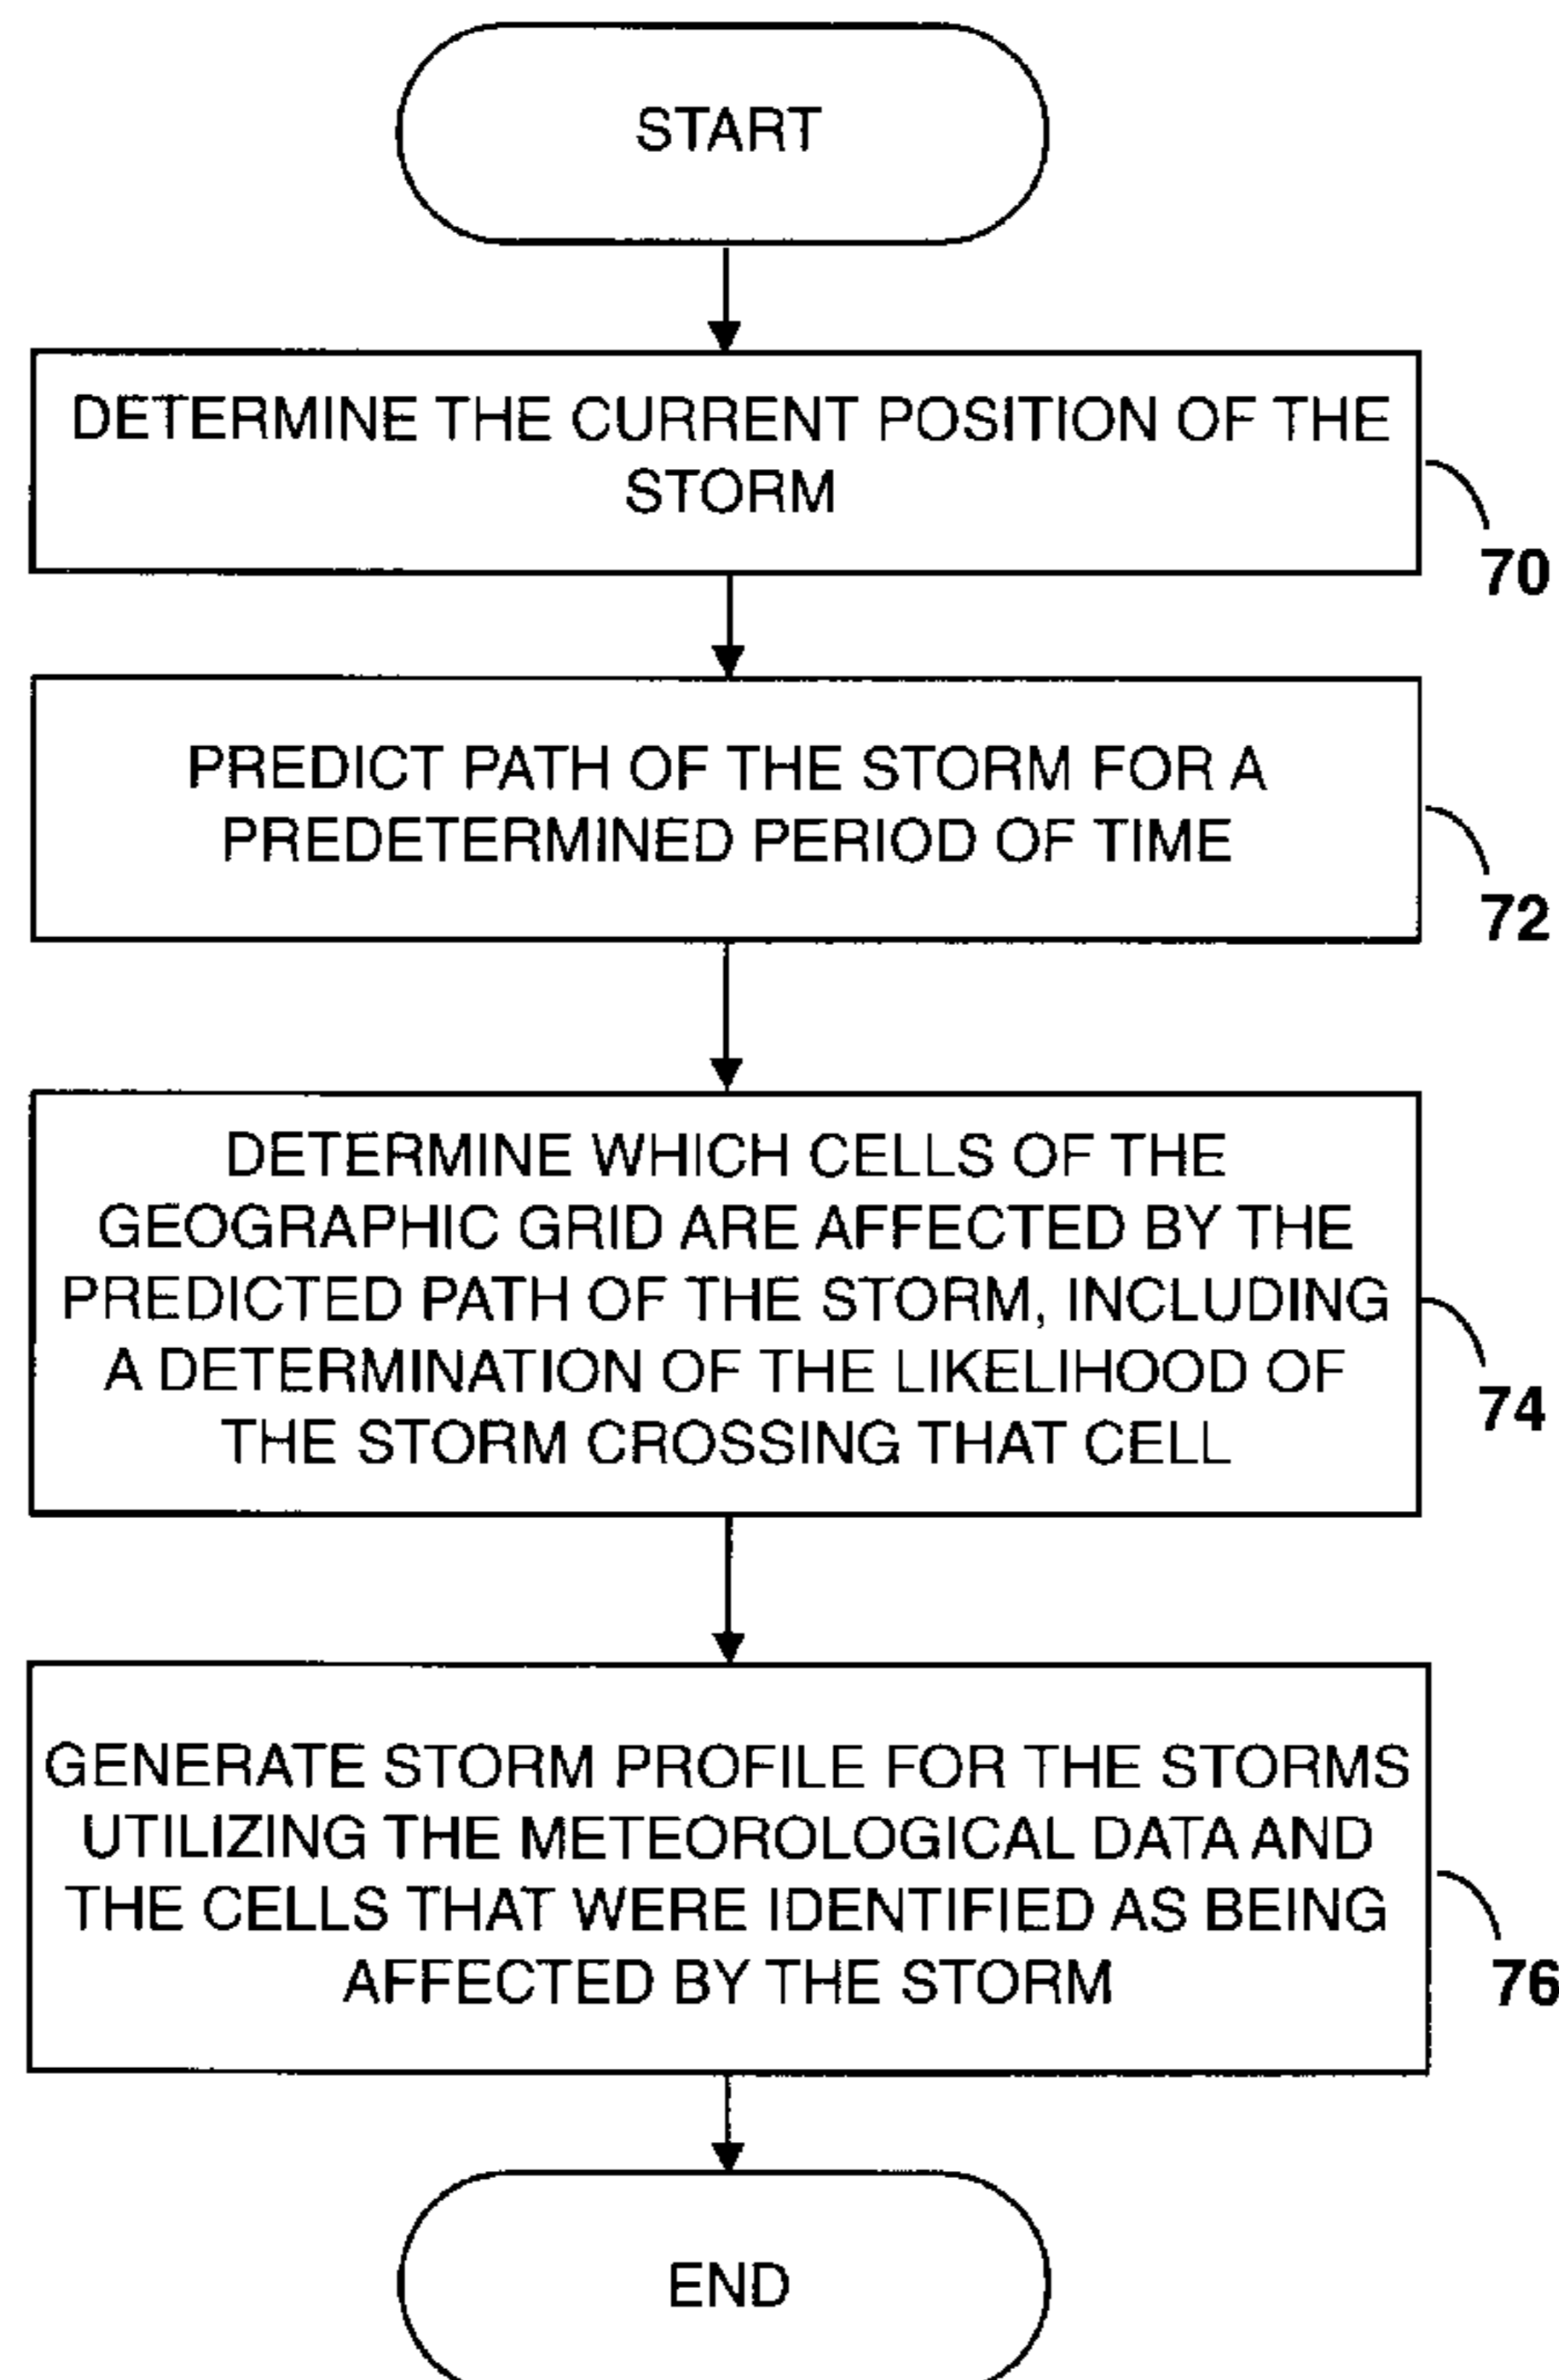 START
DETERMINE THE CURRENT POSITION OF THE
STORM
70
PREDICT PATH OF THE STORM FOR A
PREDETERMINED PERIOD OF TIME
72
DETERMINE WHICH CELLS OF THE
GEOGRAPHIC GRID ARE AFFECTED BY THE
PREDICTED PATH OF THE STORM, INCLUDING
A DETERMINATION OF THE LIKELIHOOD OF
THE STORM CROSSING THAT CELL
74
GENERATE STORM PROFILE FOR THE STORMS
UTILIZING THE METEOROLOGICAL DATA AND
THE CELLS THAT WERE IDENTIFIED AS BEING
AFFECTED BY THE STORM
76
END